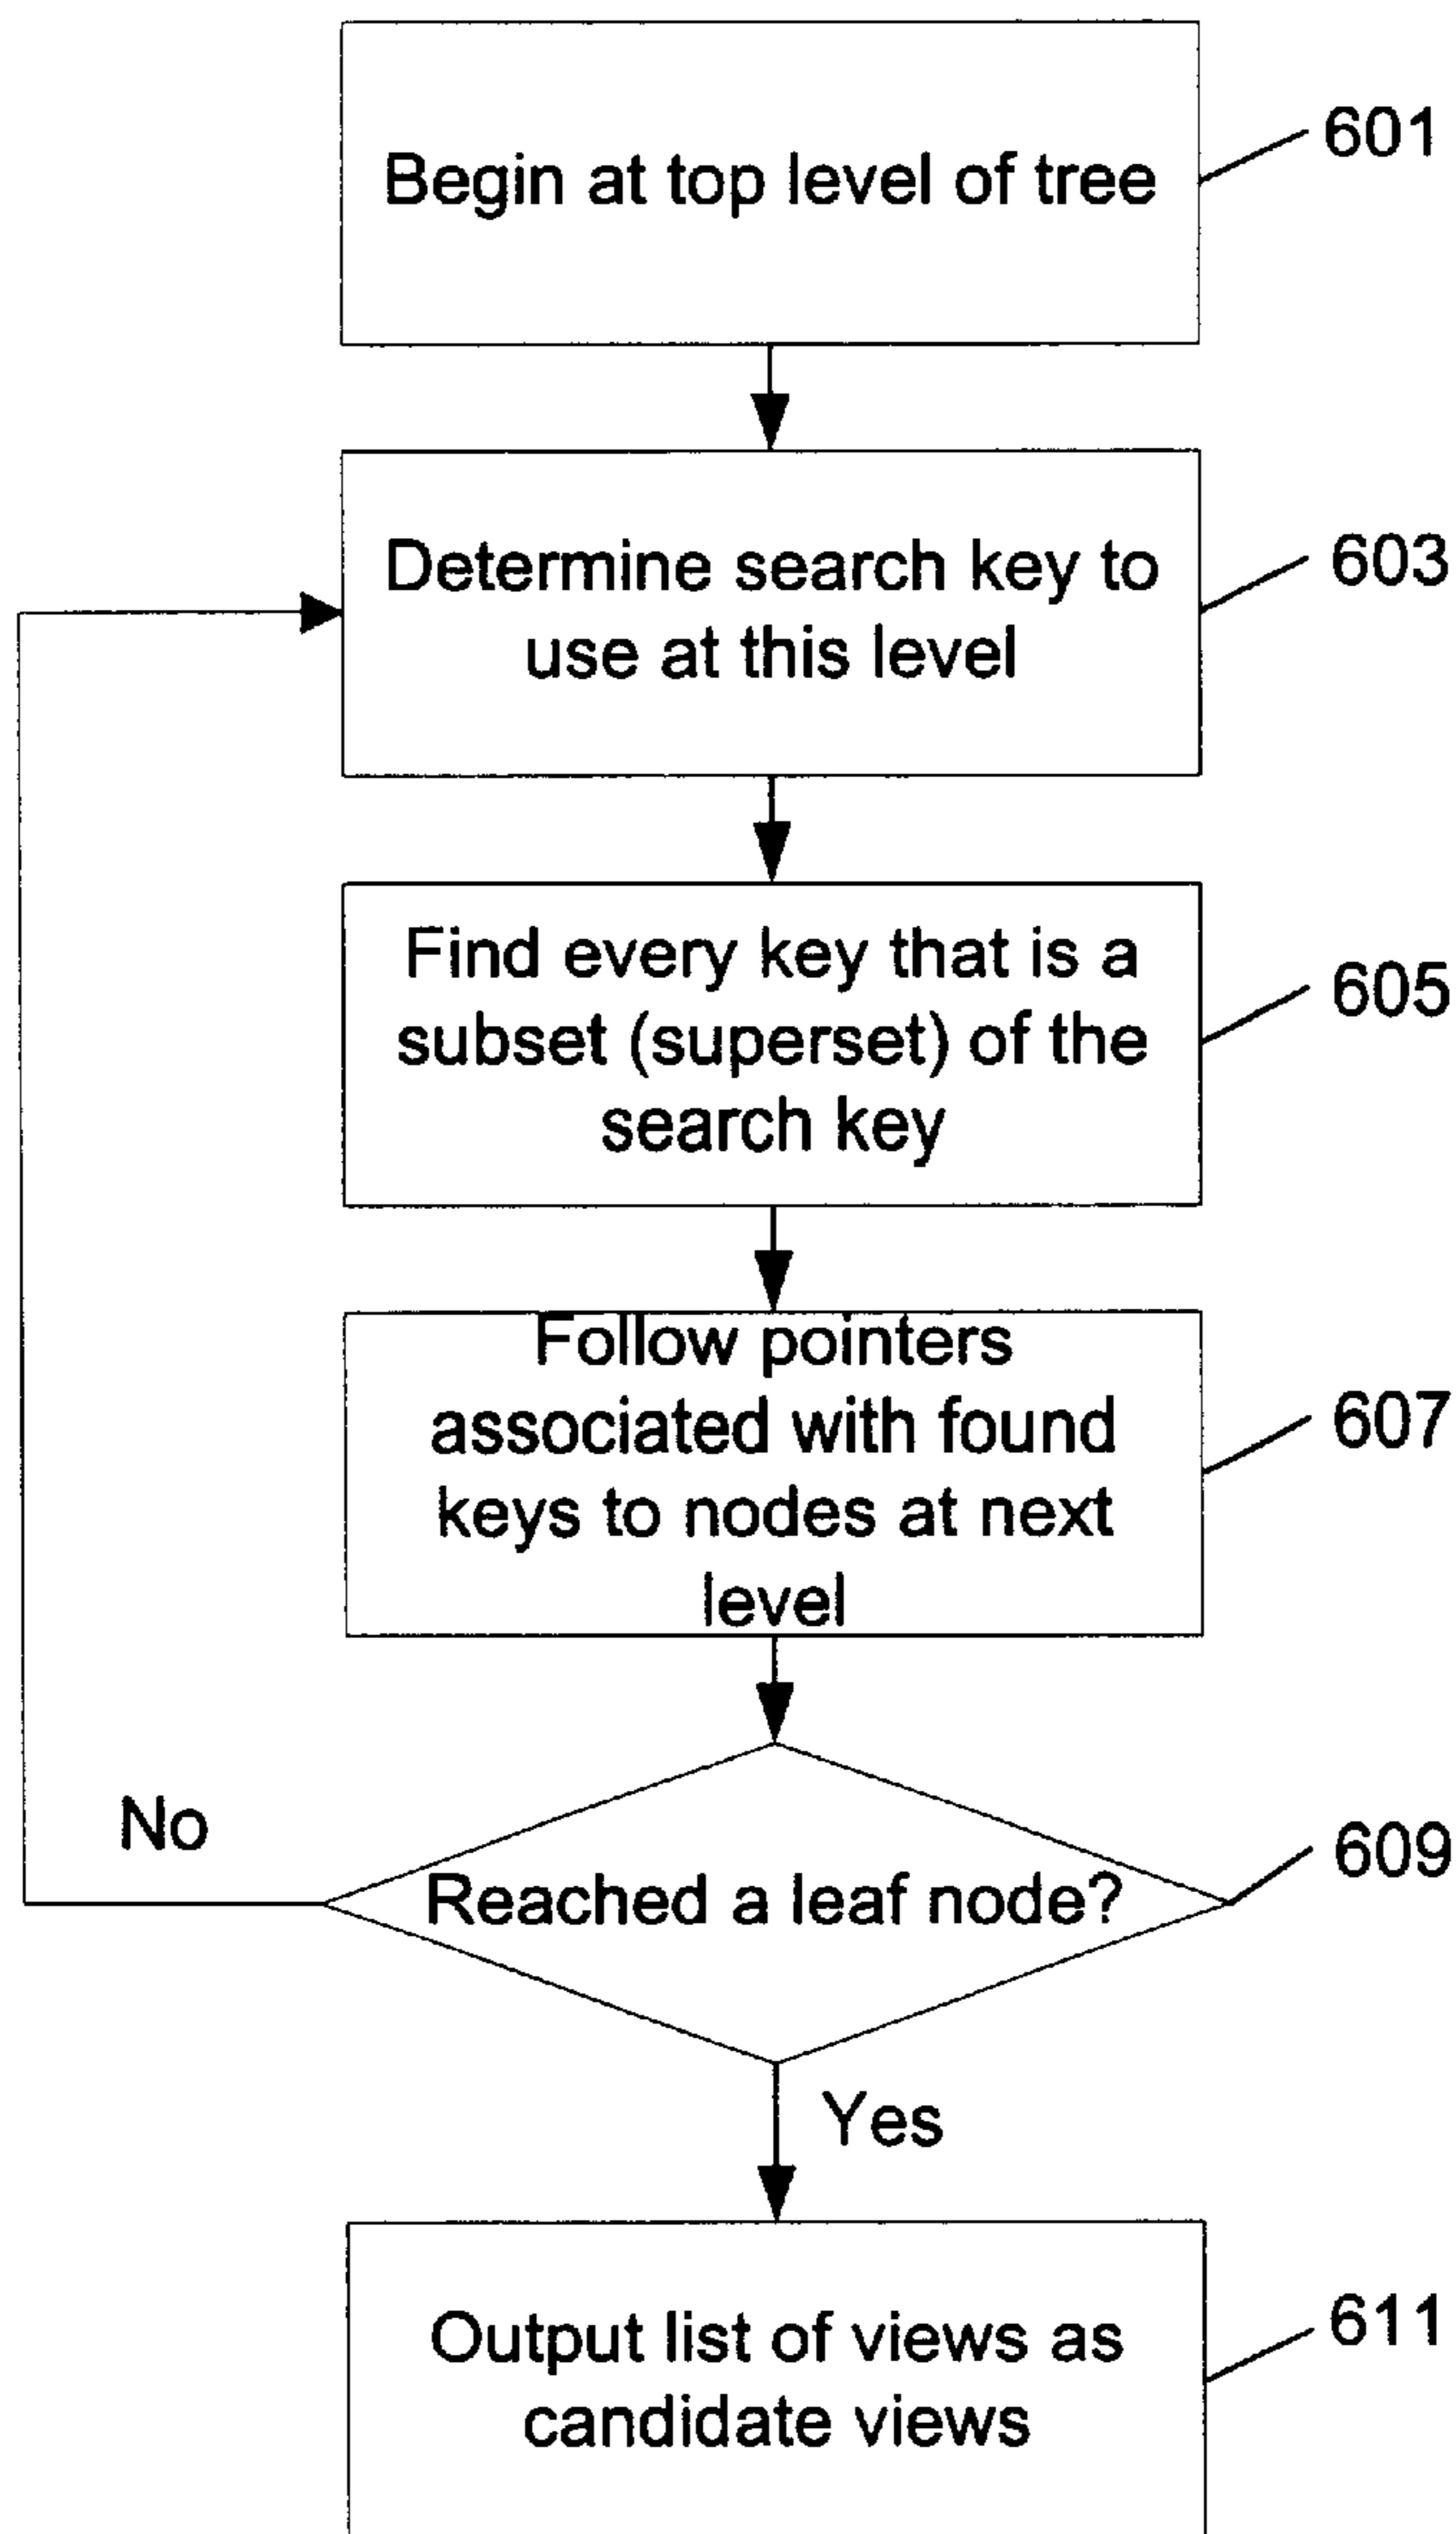 Begin at top level of tree
601
Determine search key to
use at this level
603
Find every key that is a
subset (superset) of the
search key
605
Follow pointers
associated with found
keys to nodes at next
level
607
Reached a leaf node?
609
No
Yes
Output list of views as
candidate views
611